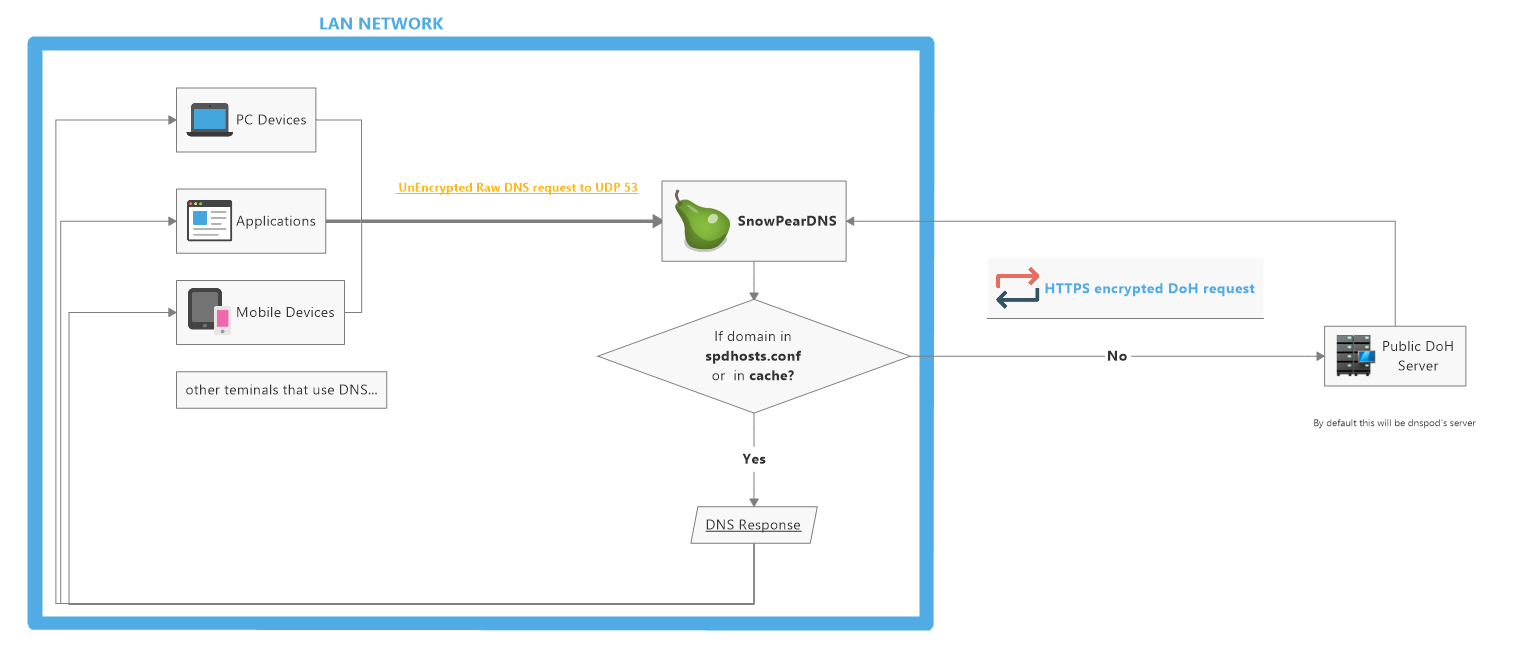 LAN NETWORK
PC Devices
UnEncrypted Raw DNS request to UDP 53
Applications
SnowPearDNS
HTTPS encrypted DoH request
Mobile Devices
If domain in
spdhosts.conf
or in cache?
No
Public DoH
Server
other teminals that use DNS...
By default this will be dnspod's server
Yes
DNS Response